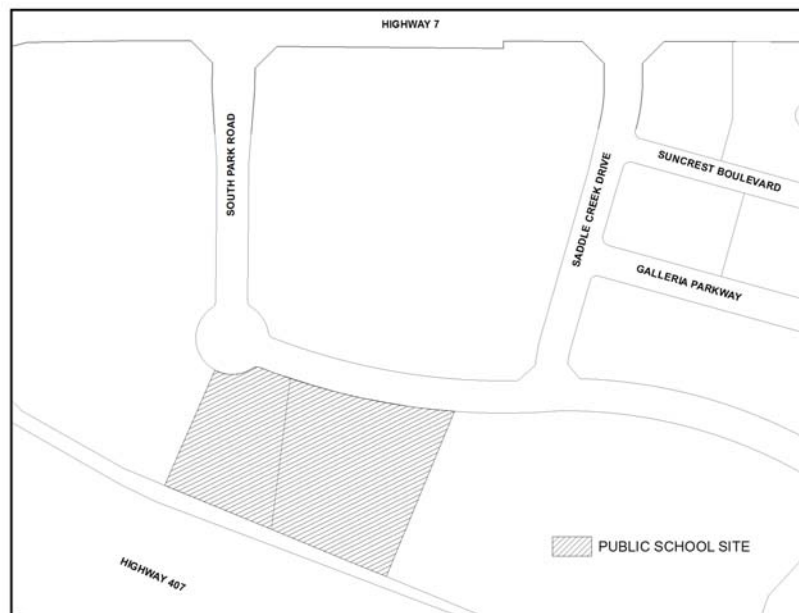 HIGHWAY 7
SOUTH PARK ROAD
SADDLE CREEK DRIVE
SUNCREST BOULEVARD
GALLERIA PARKWAY
PUBLIC SCHOOL SITE
HIGHWAY 407